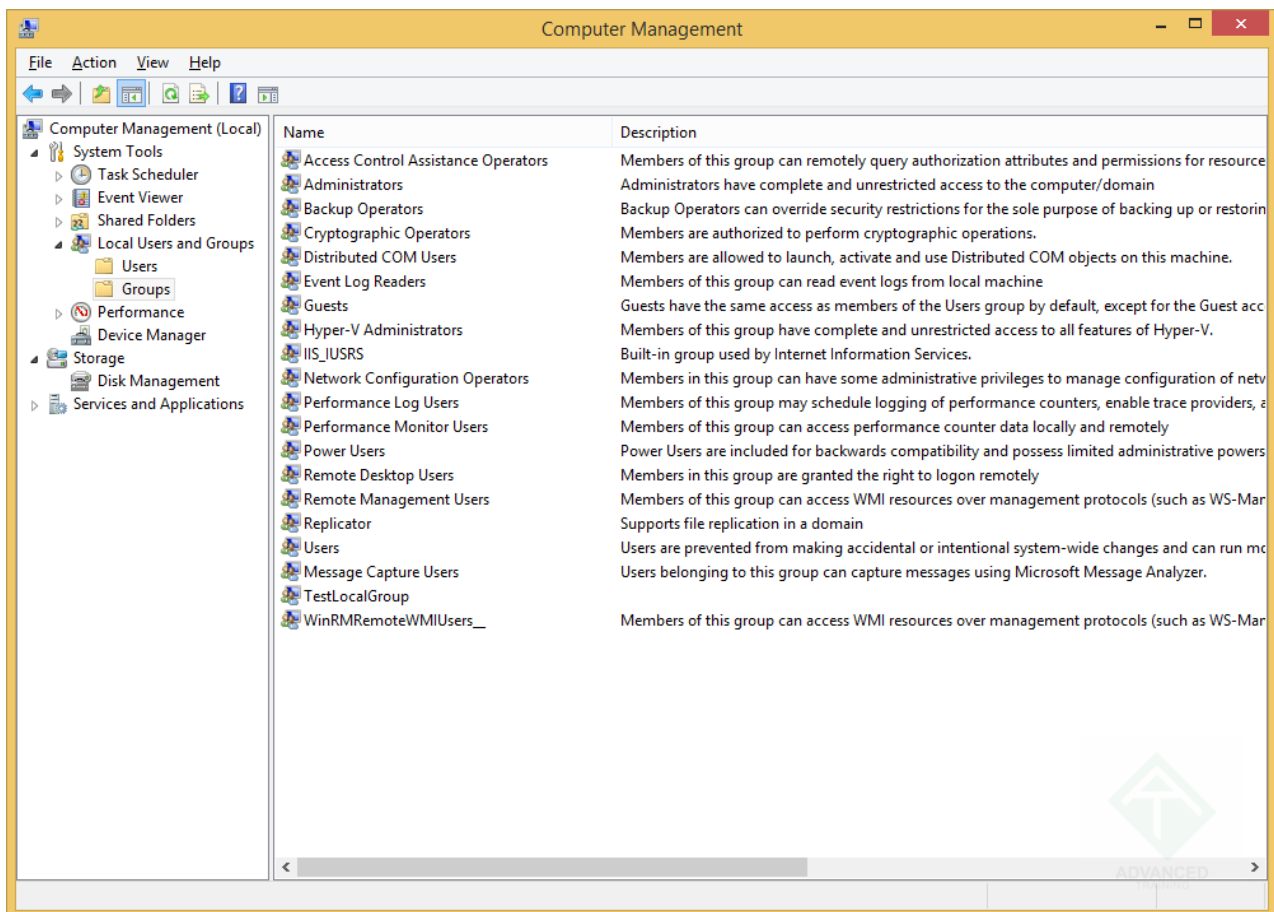 Computer Management
File Action View Help
Computer Management (Local)
System Tools
Task Scheduler
Event Viewer
Shared Folders
Local Users and Groups
Users
Groups
Performance
Device Manager
Storage
Disk Management
Services and Applications
Name Description
Access Control Assistance Operators Members of this group can remotely query authorization attributes and permissions for resource
Administrators Administrators have complete and unrestricted access to the computer/domain
Backup Operators Backup Operators can override security restrictions for the sole purpose of backing up or restorin
Cryptographic Operators Members are authorized to perform cryptographic operations.
Distributed COM Users Members are allowed to launch, activate and use Distributed COM objects on this machine.
Event Log Readers Members of this group can read event logs from local machine
Guests Guests have the same access as members of the Users group by default, except for the Guest acc
Hyper-V Administrators Members of this group have complete and unrestricted access to all features of Hyper-V.
IIS_IUSRS Built-in group used by Internet Information Services.
Network Configuration Operators Members in this group can have some administrative privileges to manage configuration of netw
Performance Log Users Members of this group may schedule logging of performance counters, enable trace providers, a
Performance Monitor Users Members of this group can access performance counter data locally and remotely
Power Users Power Users are included for backwards compatibility and possess limited administrative powers
Remote Desktop Users Members in this group are granted the right to logon remotely
Remote Management Users Members of this group can access WMI resources over management protocols (such as WS-Man
Replicator Supports file replication in a domain
Users Users are prevented from making accidental or intentional system-wide changes and can run mo
Message Capture Users Users belonging to this group can capture messages using Microsoft Message Analyzer.
TestLocalGroup
WinRMRemoteWMIUsers__ Members of this group can access WMI resources over management protocols (such as WS-Man
ADVANCED
TRAINING